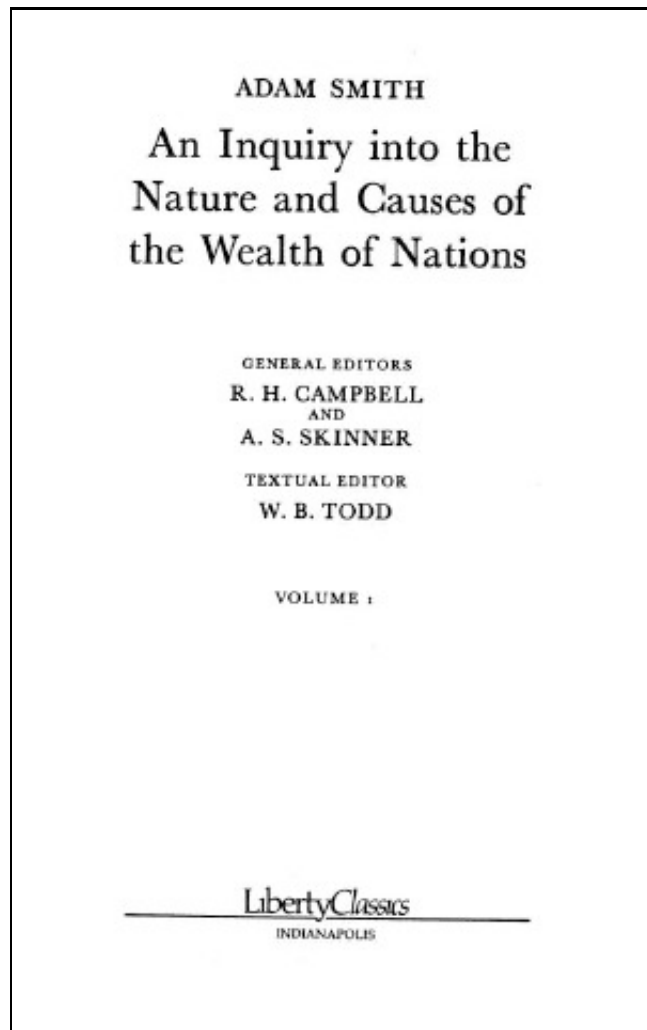 ADAM SMITH
An Inquiry into the
Nature and Causes of
the Wealth of Nations
GENERAL EDITORS
R. H. CAMPBELL
AND
A. S. SKINNER
TEXTUAL EDITOR
W. B. TODD
VOLUME I
LibertyClassics
INDIANAPOLIS